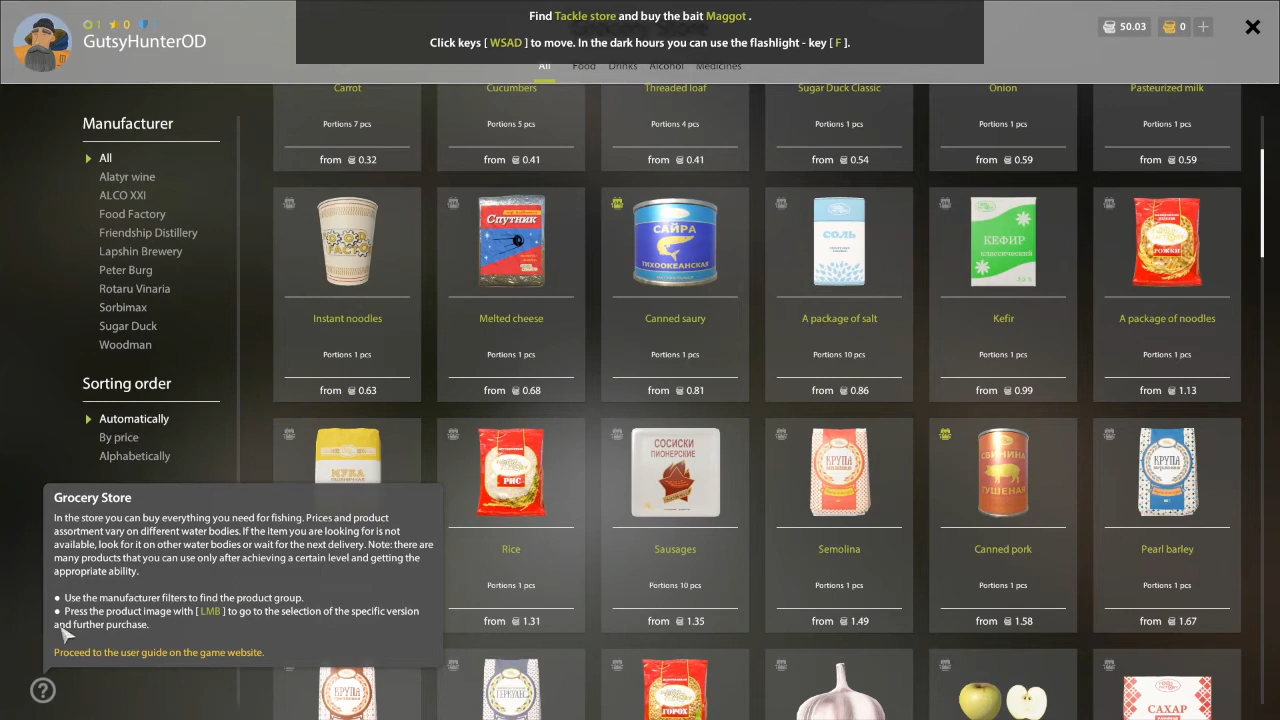 Find Tackle store and buy the bait Maggot .
Click keys [ WSAD ] to move. In the dark hours you can use the flashlight - key [ F ].
1 0
GutsyHunterOD
50.03
0 +
All Food Drinks Alcohol Medicines
Manufacturer
All
Alatyr wine
ALCO XXI
Food Factory
Friendship Distillery
Lapshin Brewery
Peter Burg
Rotaru Vinaria
Sorbimax
Sugar Duck
Woodman
Sorting order
Automatically
By price
Alphabetically
Carrot
Portions 7 pcs
from 0.32
Cucumbers
Portions 5 pcs
from 0.41
Threaded loaf
Portions 4 pcs
from 0.41
Sugar Duck Classic
Portions 1 pcs
from 0.54
Onion
Portions 1 pcs
from 0.59
Pasteurized milk
Portions 1 pcs
from 0.59
Instant noodles
Portions 1 pcs
from 0.63
Спутник
Melted cheese
Portions 1 pcs
from 0.68
САЙРА
ТИХООКЕАНСКАЯ
Canned saury
Portions 1 pcs
from 0.81
СОЛЬ
A package of salt
Portions 10 pcs
from 0.86
КЕФИР
классический
Kefir
Portions 1 pcs
from 0.99
РОЖКИ
A package of noodles
Portions 1 pcs
from 1.13
МУКА
РИС
Rice
Portions 1 pcs
from 1.31
СОСИСКИ
ПИОНЕРСКИЕ
Sausages
Portions 10 pcs
from 1.35
КРУПА
Semolina
Portions 1 pcs
from 1.49
СВИНИНА
ТУШЕНАЯ
Canned pork
Portions 1 pcs
from 1.58
КРУПА
Pearl barley
Portions 1 pcs
from 1.67
КРУПА
ГЕРКУЛЕС
ГОРОХ
САХАР
Grocery Store
In the store you can buy everything you need for fishing. Prices and product
assortment vary on different water bodies. If the item you are looking for is not
available, look for it on other water bodies or wait for the next delivery. Note: there are
many products that you can use only after achieving a certain level and getting the
appropriate ability.
● Use the manufacturer filters to find the product group.
● Press the product image with [ LMB ] to go to the selection of the specific version
and further purchase.
Proceed to the user guide on the game website.
?